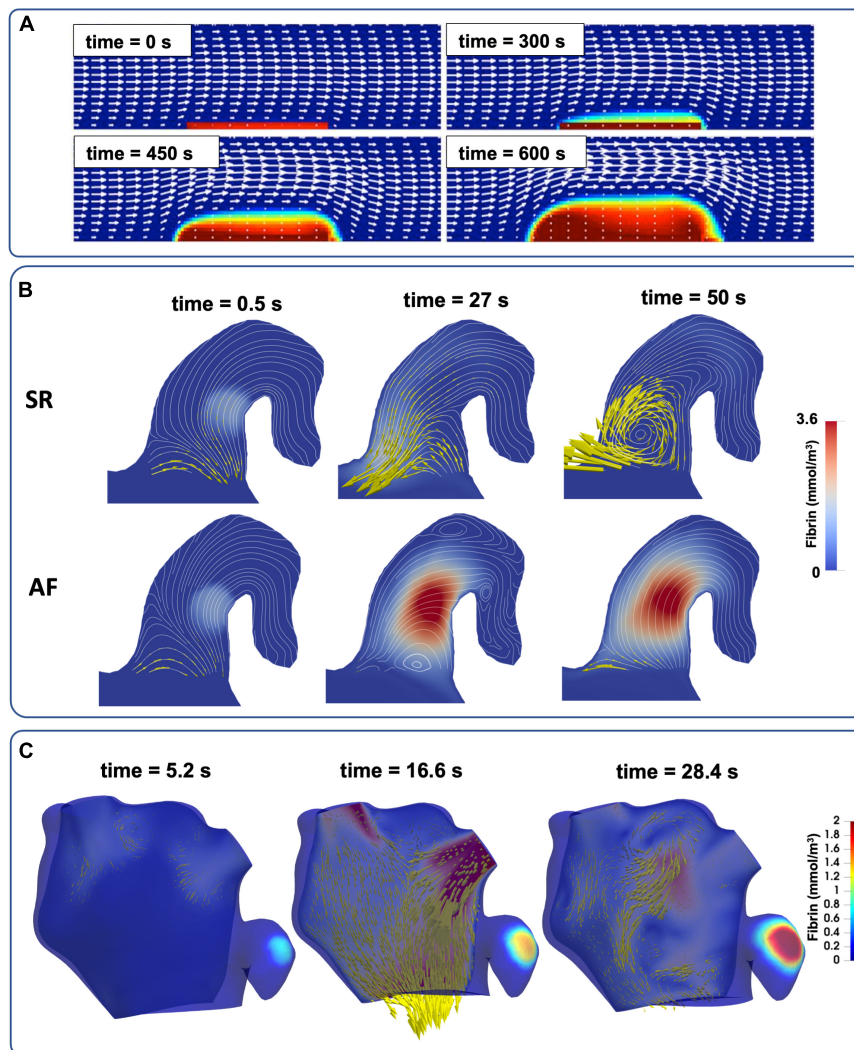 A
time = 0 s
time = 300 s
time = 450 s
time = 600 s
B
time = 0.5 s
time = 27 s
time = 50 s
SR
3.6
Fibrin (mmol/m³)
0
AF
C
time = 5.2 s
time = 16.6 s
time = 28.4 s
Fibrin (mmol/m³)
2
1.8
1.6
1.4
1.2
1
0.8
0.6
0.4
0.2
0